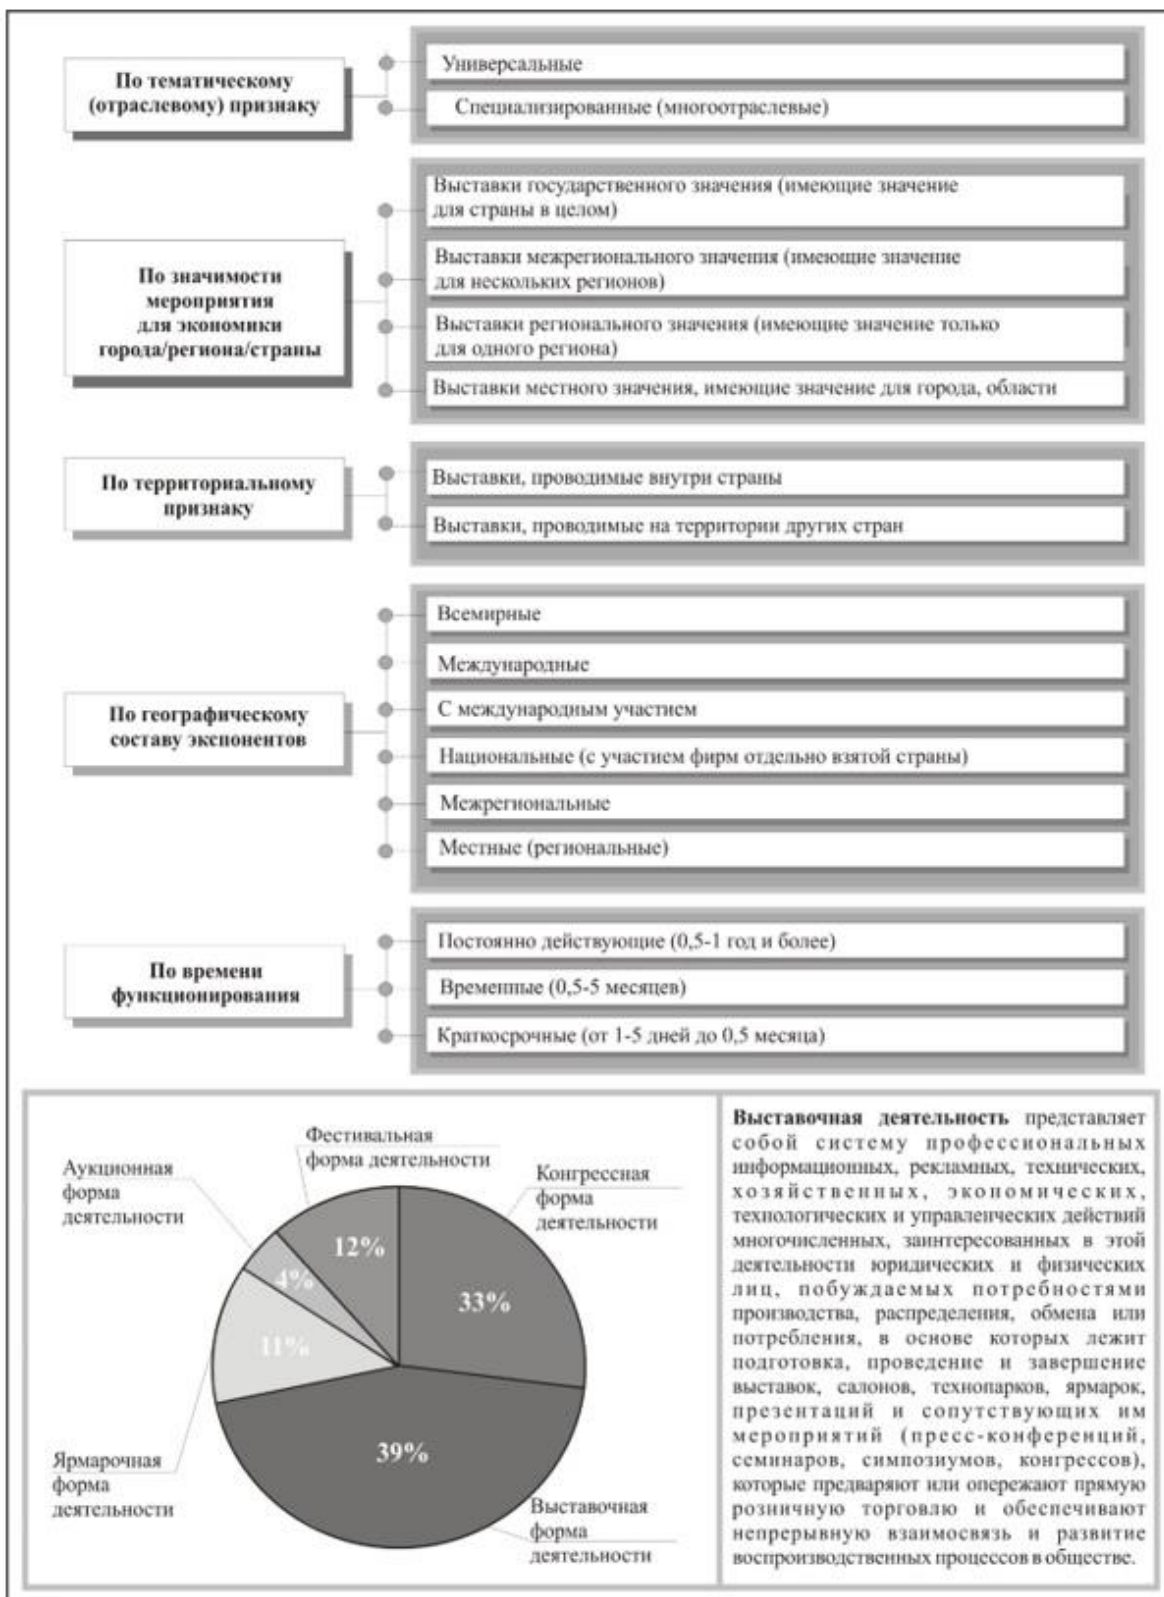 По тематическому
(отраслевому) признаку
Универсальные
Специализированные (многоотраслевые)
По значимости
мероприятия
для экономики
города/региона/страны
Выставки государственного значения (имеющие значение
для страны в целом)
Выставки межрегионального значения (имеющие значение
для нескольких регионов)
Выставки регионального значения (имеющие значение только
для одного региона)
Выставки местного значения, имеющие значение для города, области
По территориальному
признаку
Выставки, проводимые внутри страны
Выставки, проводимые на территории других стран
По географическому
составу экспонентов
Всемирные
Международные
С международным участием
Национальные (с участием фирм отдельно взятой страны)
Межрегиональные
Местные (региональные)
По времени
функционирования
Постоянно действующие (0,5-1 год и более)
Временные (0,5-5 месяцев)
Краткосрочные (от 1-5 дней до 0,5 месяца)
Фестивальная
форма деятельности
Аукционная
форма
деятельности
Конгрессная
форма
деятельности
12%
4%
33%
11%
39%
Ярмарочная
форма
деятельности
Выставочная
форма
деятельности
Выставочная деятельность представляет
собой систему профессиональных
информационных, рекламных, технических,
хозяйственных, экономических,
технологических и управленческих действий
многочисленных, заинтересованных в этой
деятельности юридических и физических
лиц, побуждаемых потребностями
производства, распределения, обмена или
потребления, в основе которых лежит
подготовка, проведение и завершение
выставок, салонов, технопарков, ярмарок,
презентаций и сопутствующих им
мероприятий (пресс-конференций,
семинаров, симпозиумов, конгрессов),
которые предваряют или опережают прямую
розничную торговлю и обеспечивают
непрерывную взаимосвязь и развитие
воспроизводственных процессов в обществе.